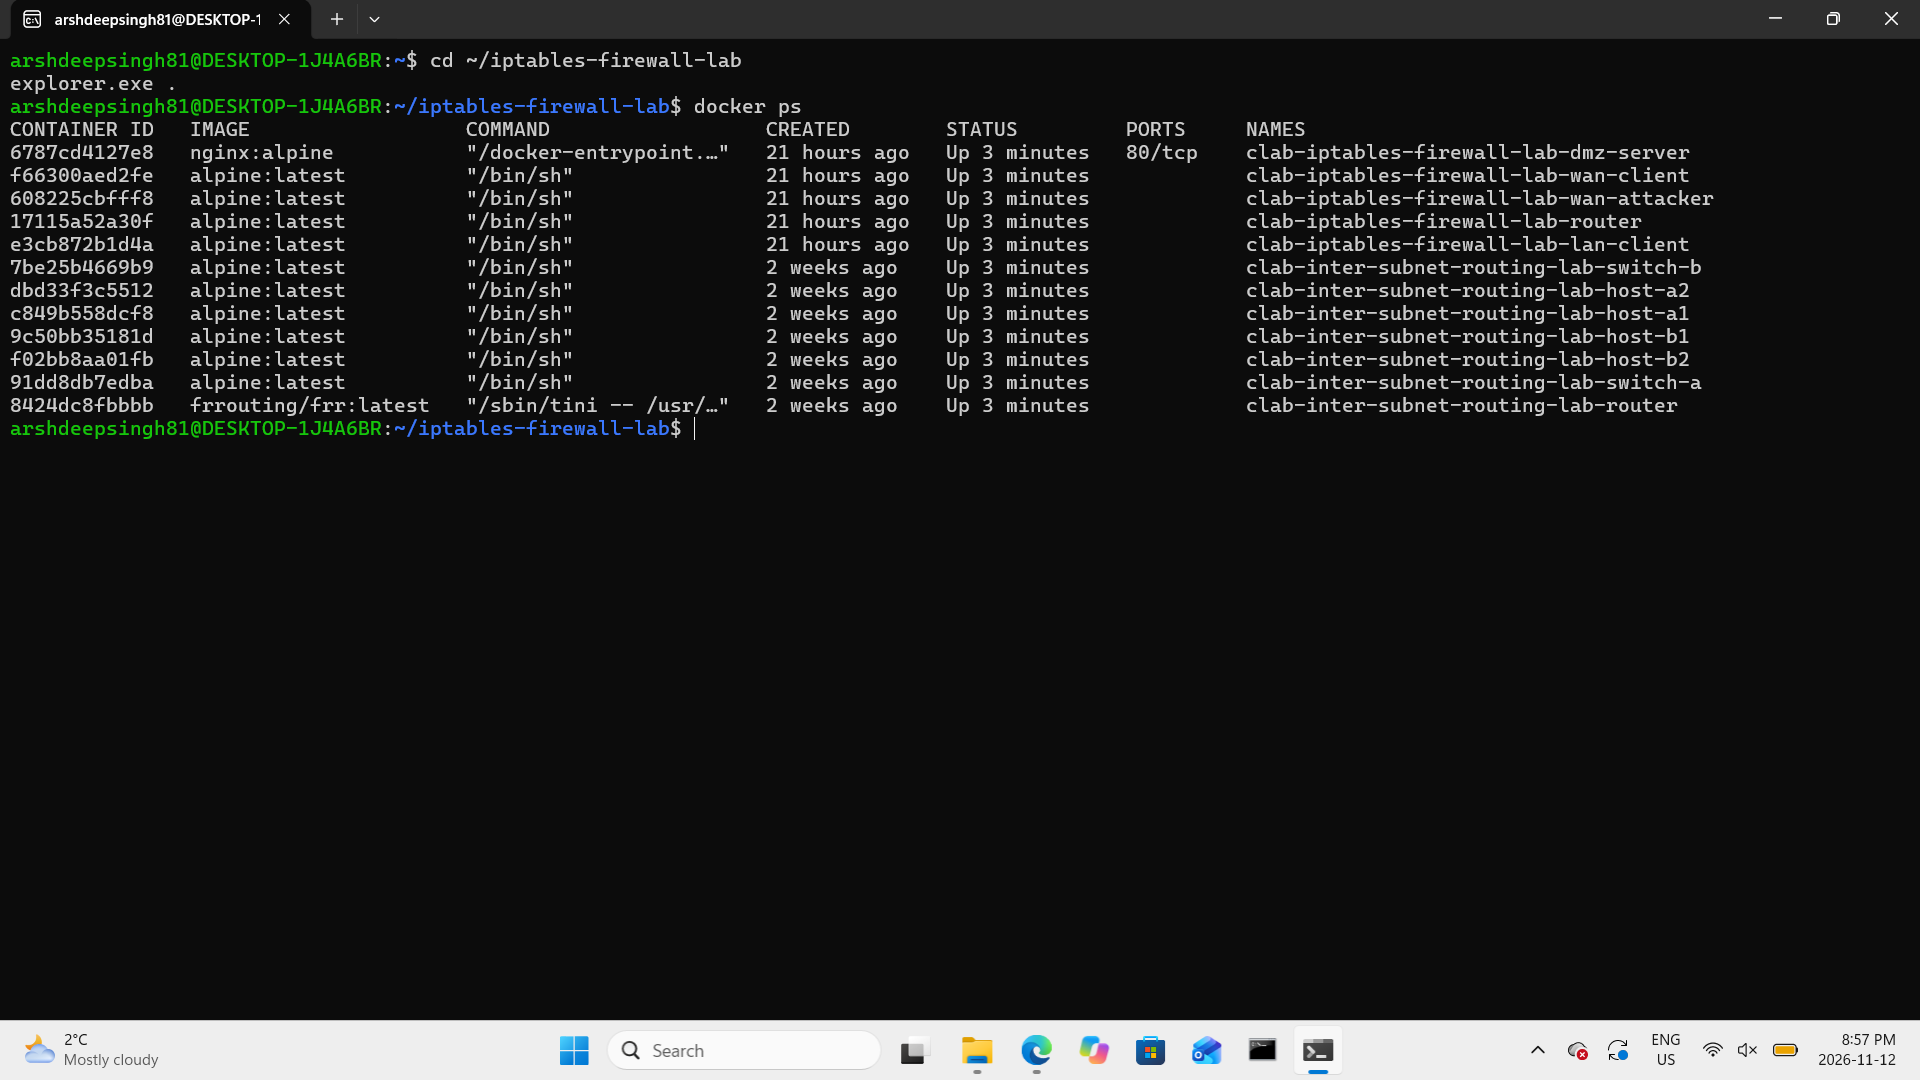 arshdeepsingh81@DESKTOP-1
arshdeepsingh81@DESKTOP-1J4A6BR:~$ cd ~/iptables-firewall-lab
explorer.exe .
arshdeepsingh81@DESKTOP-1J4A6BR:~/iptables-firewall-lab$ docker ps
CONTAINER ID   IMAGE                  COMMAND                  CREATED        STATUS         PORTS     NAMES
6787cd4127e8   nginx:alpine           "/docker-entrypoint.…"   21 hours ago   Up 3 minutes   80/tcp    clab-iptables-firewall-lab-dmz-server
f66300aed2fe   alpine:latest          "/bin/sh"                21 hours ago   Up 3 minutes             clab-iptables-firewall-lab-wan-client
608225cbfff8   alpine:latest          "/bin/sh"                21 hours ago   Up 3 minutes             clab-iptables-firewall-lab-wan-attacker
17115a52a30f   alpine:latest          "/bin/sh"                21 hours ago   Up 3 minutes             clab-iptables-firewall-lab-router
e3cb872b1d4a   alpine:latest          "/bin/sh"                21 hours ago   Up 3 minutes             clab-iptables-firewall-lab-lan-client
7be25b4669b9   alpine:latest          "/bin/sh"                2 weeks ago    Up 3 minutes             clab-inter-subnet-routing-lab-switch-b
dbd33f3c5512   alpine:latest          "/bin/sh"                2 weeks ago    Up 3 minutes             clab-inter-subnet-routing-lab-host-a2
c849b558dcf8   alpine:latest          "/bin/sh"                2 weeks ago    Up 3 minutes             clab-inter-subnet-routing-lab-host-a1
9c50bb35181d   alpine:latest          "/bin/sh"                2 weeks ago    Up 3 minutes             clab-inter-subnet-routing-lab-host-b1
f02bb8aa01fb   alpine:latest          "/bin/sh"                2 weeks ago    Up 3 minutes             clab-inter-subnet-routing-lab-host-b2
91dd8db7edba   alpine:latest          "/bin/sh"                2 weeks ago    Up 3 minutes             clab-inter-subnet-routing-lab-switch-a
8424dc8fbbbb   frrouting/frr:latest   "/sbin/tini -- /usr/…"   2 weeks ago    Up 3 minutes             clab-inter-subnet-routing-lab-router
arshdeepsingh81@DESKTOP-1J4A6BR:~/iptables-firewall-lab$
2°C
Mostly cloudy
Search
ENG
US
8:57 PM
2026-11-12